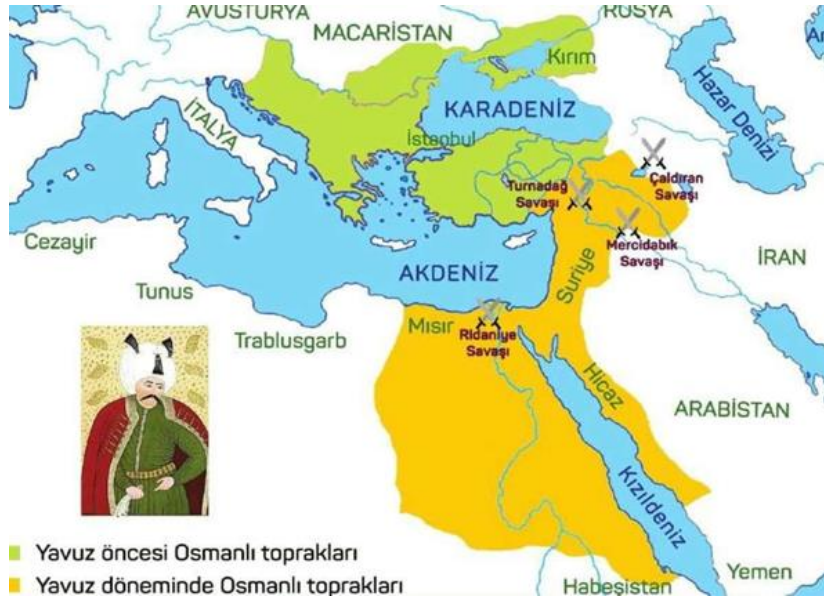 AVUSTURYA
RUSYA
MACARİSTAN
Kırım
Hazar Denizi
KARADENİZ
İTALYA
İstanbul
Turnadağ
Savaşı
Çaldıran
Savaşı
Mercidabık
Savaşı
Cezayir
İRAN
AKDENİZ
Suriye
Tunus
Mısır
Ridaniye
Savaşı
Trablusgarb
Hicaz
ARABİSTAN
Kızıldeniz
Yavuz öncesi Osmanlı toprakları
Yavuz döneminde Osmanlı toprakları
Habeşistan
Yemen